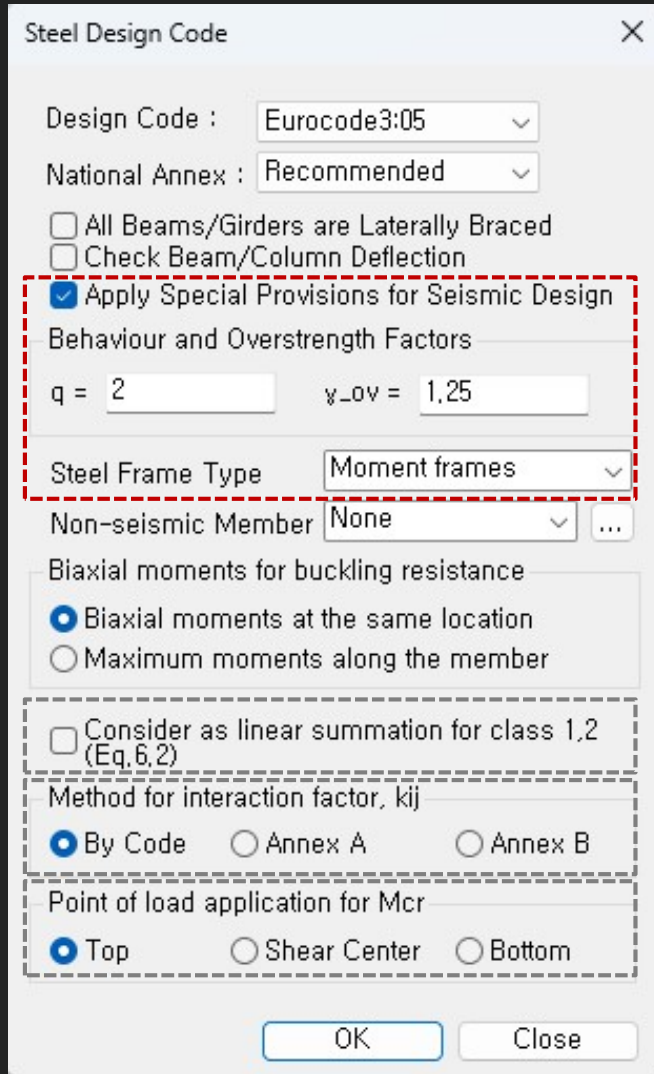 Steel Design Code
Design Code : Eurocode3:05
National Annex : Recommended
All Beams/Girders are Laterally Braced
Check Beam/Column Deflection
Apply Special Provisions for Seismic Design
Behaviour and Overstrength Factors
q = 2 γ_ov = 1,25
Steel Frame Type Moment frames
Non-seismic Member None ...
Biaxial moments for buckling resistance
Biaxial moments at the same location
Maximum moments along the member
Consider as linear summation for class 1,2
(Eq,6,2)
Method for interaction factor, kij
By Code Annex A Annex B
Point of load application for Mcr
Top Shear Center Bottom
OK Close